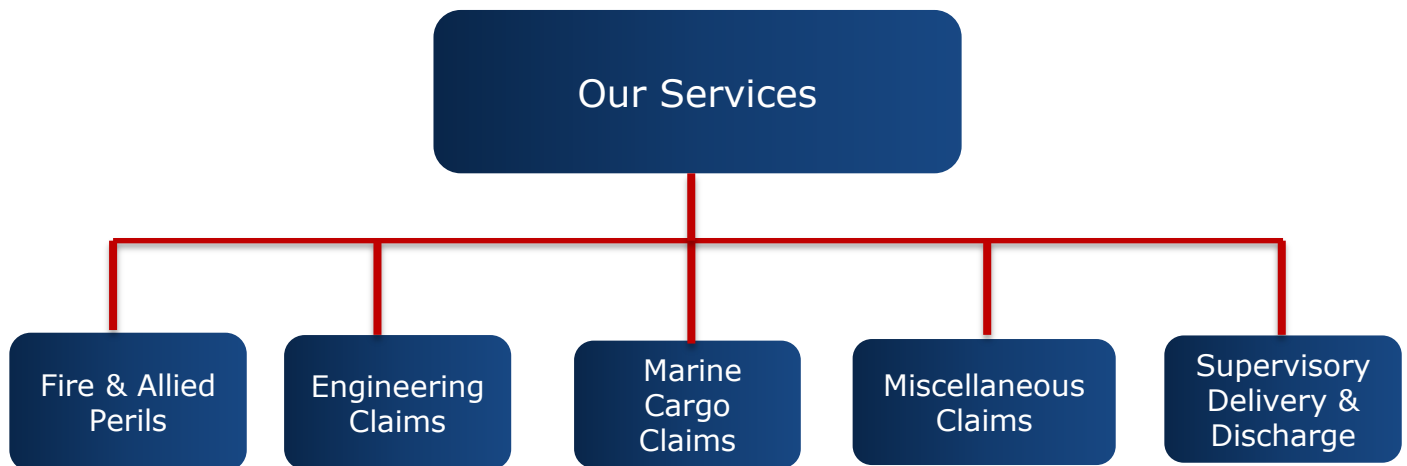 Our Services
Fire & Allied
Perils
Engineering
Claims
Marine
Cargo
Claims
Miscellaneous
Claims
Supervisory
Delivery &
Discharge